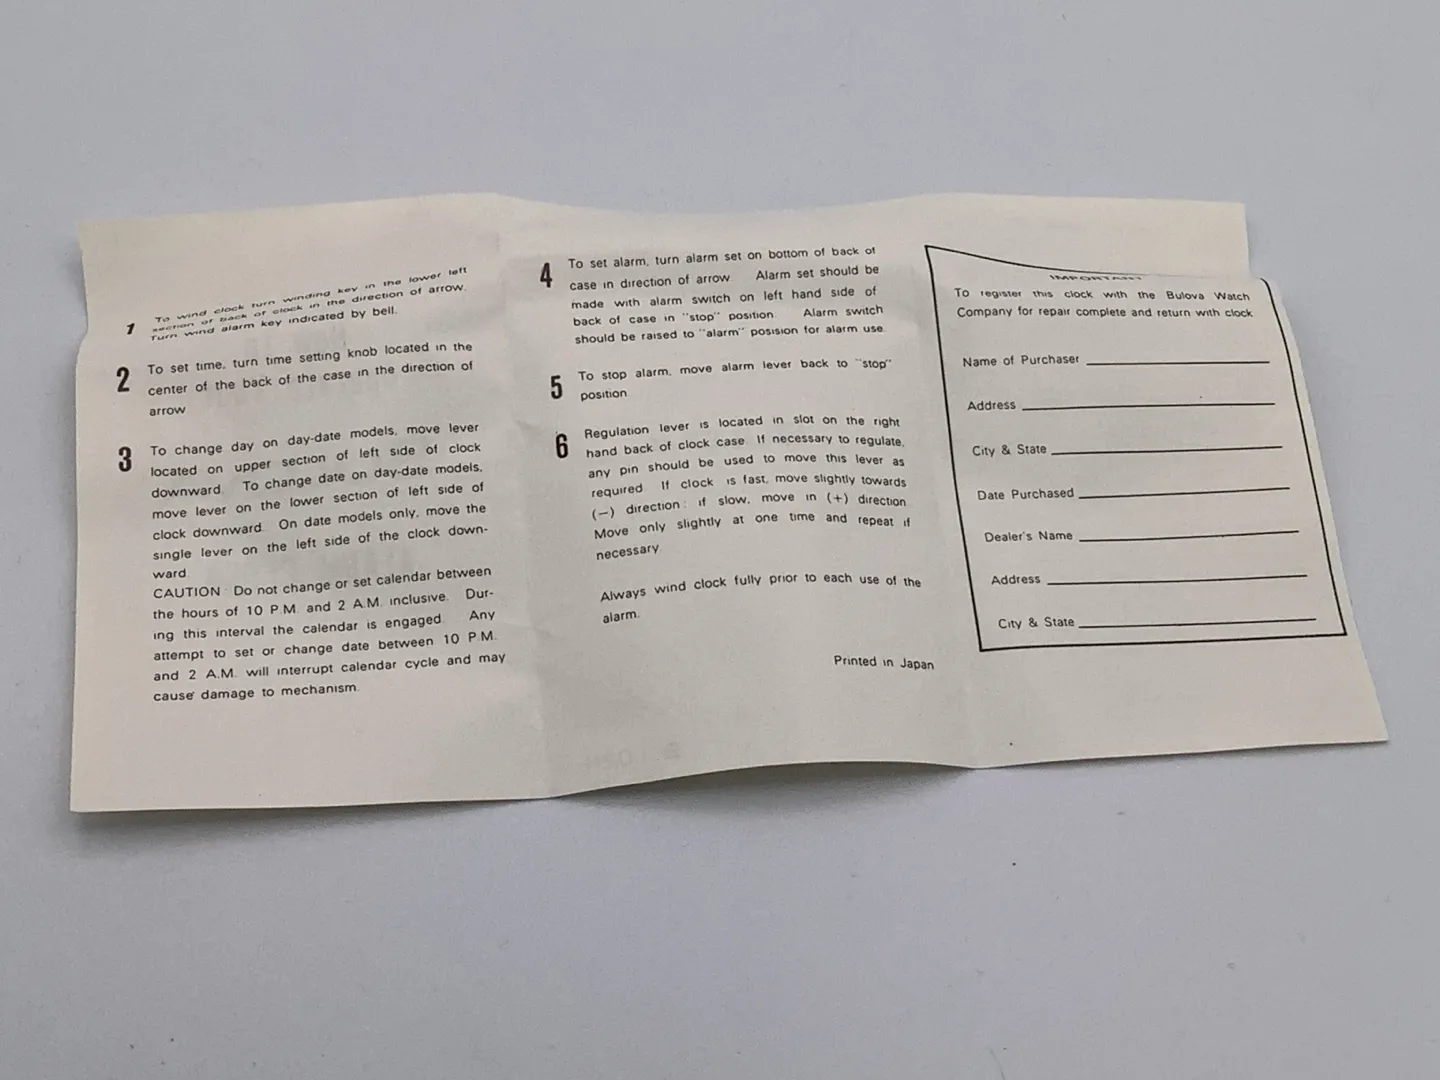 1 To wind clock turn winding key in the lower left
section of back of clock in the direction of arrow.
Turn wind alarm key indicated by bell.
2 To set time, turn time setting knob located in the
center of the back of the case in the direction of
arrow
3 To change day on day-date models, move lever
located on upper section of left side of clock
downward. To change date on day-date models,
move lever on the lower section of left side of
clock downward. On date models only, move the
single lever on the left side of the clock down-
ward.
CAUTION: Do not change or set calendar between
the hours of 10 P.M. and 2 A.M. inclusive. Dur-
ing this interval the calendar is engaged. Any
attempt to set or change date between 10 P.M.
and 2 A.M. will interrupt calendar cycle and may
cause damage to mechanism.
4 To set alarm, turn alarm set on bottom of back of
case in direction of arrow. Alarm set should be
made with alarm switch on left hand side of
back of case in "stop" position. Alarm switch
should be raised to "alarm" posision for alarm use.
5 To stop alarm, move alarm lever back to "stop"
position
6 Regulation lever is located in slot on the right
hand back of clock case. If necessary to regulate,
any pin should be used to move this lever as
required. If clock is fast, move slightly towards
(−) direction: if slow, move in (+) direction.
Move only slightly at one time and repeat if
necessary.
Always wind clock fully prior to each use of the
alarm.
Printed in Japan
IMPORTANT
To register this clock with the Bulova Watch
Company for repair complete and return with clock
Name of Purchaser
Address
City & State
Date Purchased
Dealer's Name
Address
City & State